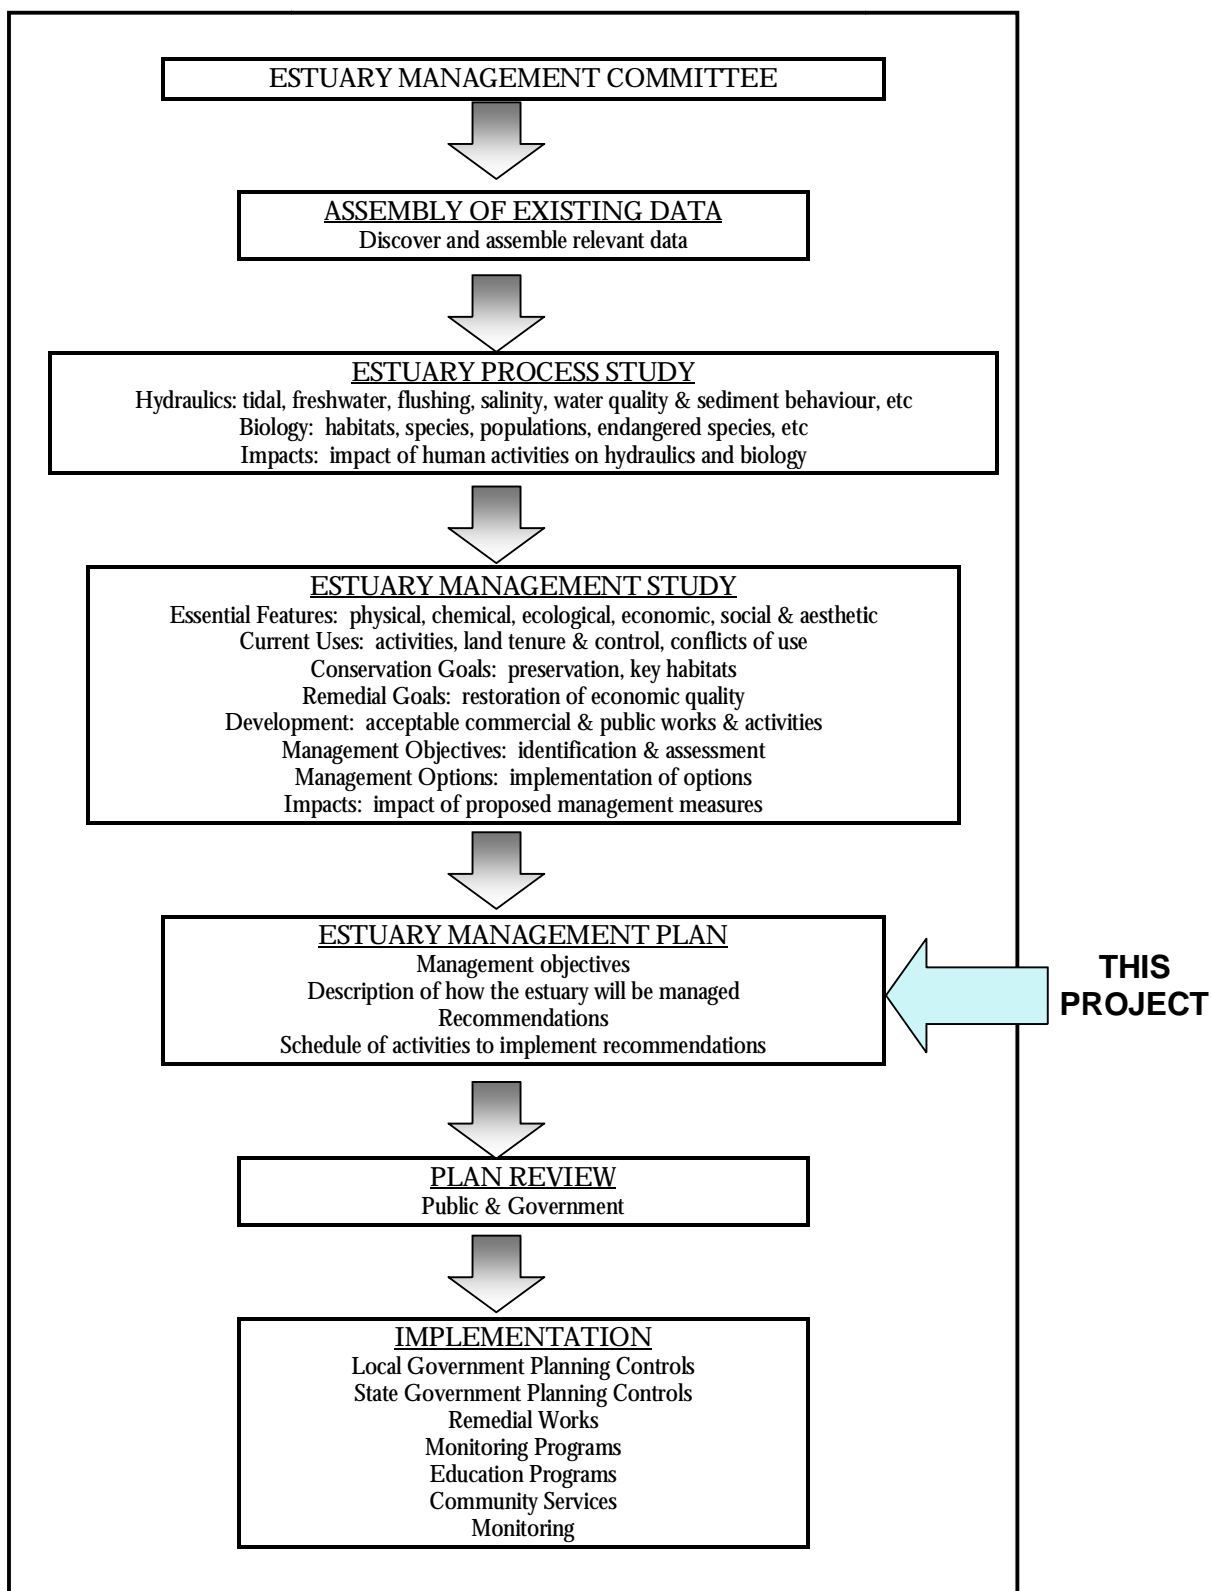 ESTUARY MANAGEMENT COMMITTEE
ASSEMBLY OF EXISTING DATA
Discover and assemble relevant data
ESTUARY PROCESS STUDY
Hydraulics: tidal, freshwater, flushing, salinity, water quality & sediment behaviour, etc
Biology: habitats, species, populations, endangered species, etc
Impacts: impact of human activities on hydraulics and biology
ESTUARY MANAGEMENT STUDY
Essential Features: physical, chemical, ecological, economic, social & aesthetic
Current Uses: activities, land tenure & control, conflicts of use
Conservation Goals: preservation, key habitats
Remedial Goals: restoration of economic quality
Development: acceptable commercial & public works & activities
Management Objectives: identification & assessment
Management Options: implementation of options
Impacts: impact of proposed management measures
ESTUARY MANAGEMENT PLAN
Management objectives
Description of how the estuary will be managed
Recommendations
Schedule of activities to implement recommendations
THIS
PROJECT
PLAN REVIEW
Public & Government
IMPLEMENTATION
Local Government Planning Controls
State Government Planning Controls
Remedial Works
Monitoring Programs
Education Programs
Community Services
Monitoring